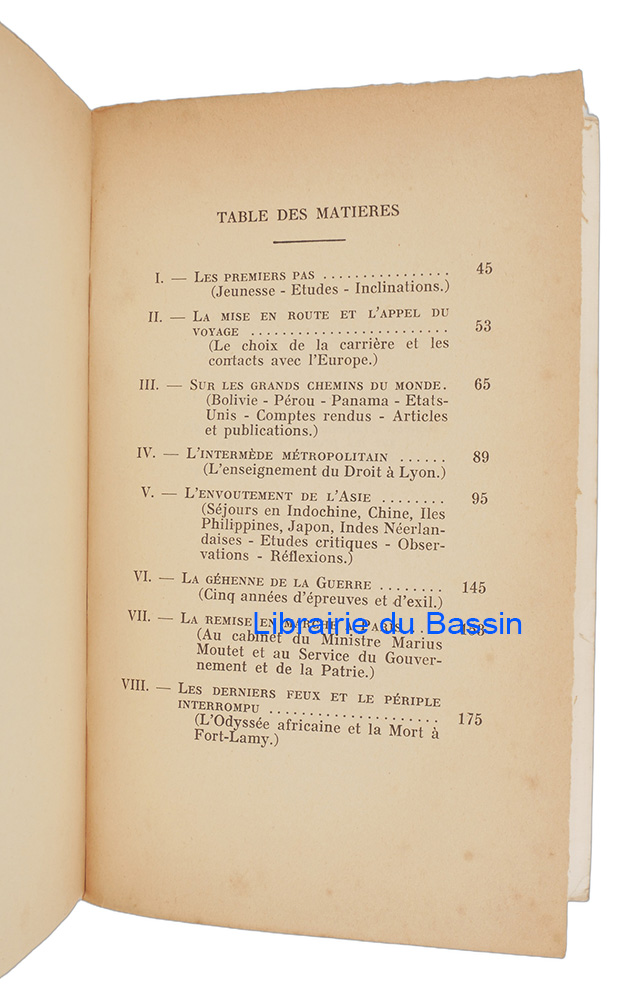 TABLE DES MATIERES
I. — LES PREMIERS PAS ................ 45
(Jeunesse - Etudes - Inclinations.)
II. — LA MISE EN ROUTE ET L'APPEL DU
VOYAGE ......................... 53
(Le choix de la carrière et les
contacts avec l'Europe.)
III. — SUR LES GRANDS CHEMINS DU MONDE. 65
(Bolivie - Pérou - Panama - Etats-
Unis - Comptes rendus - Articles
et publications.)
IV. — L'INTERMÈDE MÉTROPOLITAIN ...... 89
(L'enseignement du Droit à Lyon.)
V. — L'ENVOUTEMENT DE L'ASIE ........ 95
(Séjours en Indochine, Chine, Iles
Philippines, Japon, Indes Néerlan-
daises - Etudes critiques - Obser-
vations - Réflexions.)
VI. — LA GÉHENNE DE LA GUERRE ........ 145
(Cinq années d'épreuves et d'exil.)
VII. — LA REMISE EN MARCHE PARIS ..
Librairie du Bassin
(Au cabinet du Ministre Marius
Moutet et au Service du Gouver-
nement et de la Patrie.)
VIII. — LES DERNIERS FEUX ET LE PÉRIPLE
INTERROMPU ...................... 175
(L'Odyssée africaine et la Mort à
Fort-Lamy.)